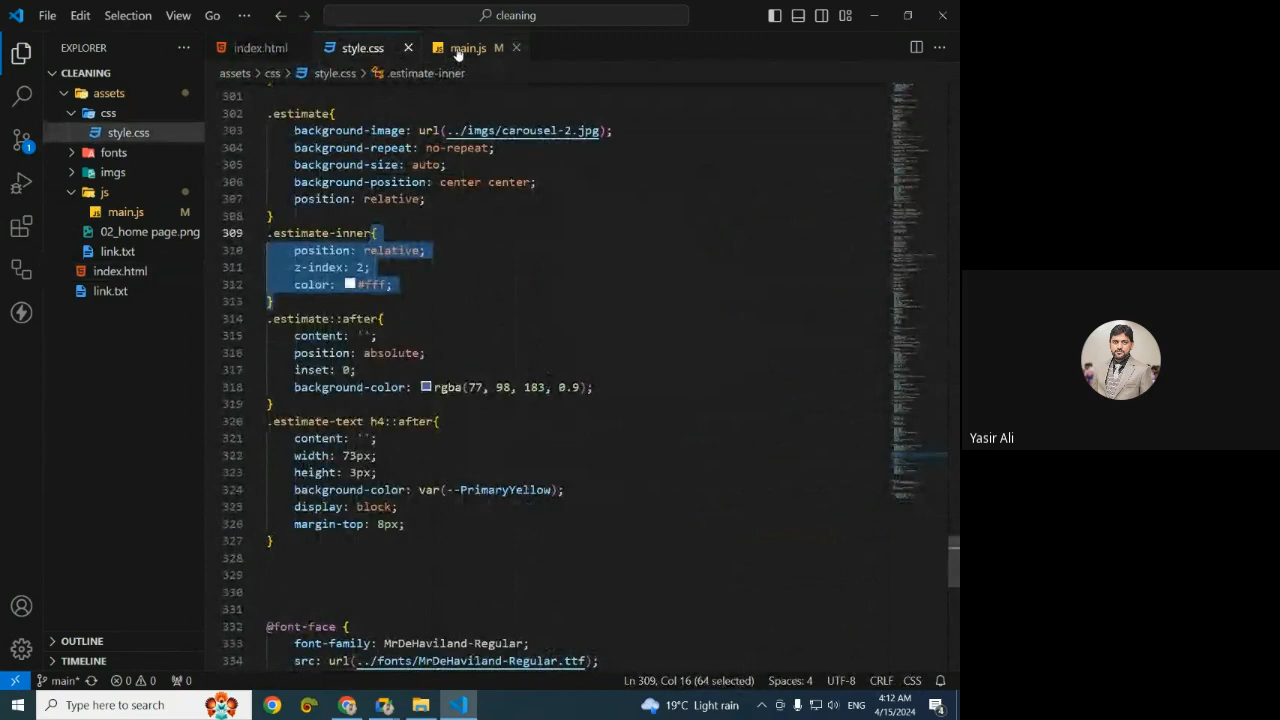 File Edit Selection View Go ··· cleaning
EXPLORER ···
index.html style.css main.js M
assets > css > style.css > .estimate-inner
CLEANING
assets
css
style.css
fonts
imgs
js
main.js M
02.home page.pn
link.txt
index.html
link.txt
301
302 .estimate{
303 background-image: url(../imgs/carousel-2.jpg);
304 background-repeat: no-repeat;
305 background-size: auto;
306 background-position: center center;
307 position: relative;
308 }
309 .estimate-inner{
310 position: relative;
311 z-index: 2;
312 color: #fff;
313 }
314 .estimate::after{
315 content: '';
316 position: absolute;
317 inset: 0;
318 background-color: rgba(77, 98, 183, 0.9);
319 }
320 .estimate-text h4::after{
321 content: '';
322 width: 73px;
323 height: 3px;
324 background-color: var(--PrimaryYellow);
325 display: block;
326 margin-top: 8px;
327 }
328
329
330
331
332 @font-face {
333 font-family: MrDeHaviland-Regular;
334 src: url(../fonts/MrDeHaviland-Regular.ttf);
OUTLINE
TIMELINE
1
main* 0 0 0 Ln 309, Col 16 (64 selected) Spaces: 4 UTF-8 CRLF CSS
Type here to search 19°C Light rain ENG 4:12 AM
4/15/2024 4
Yasir Ali